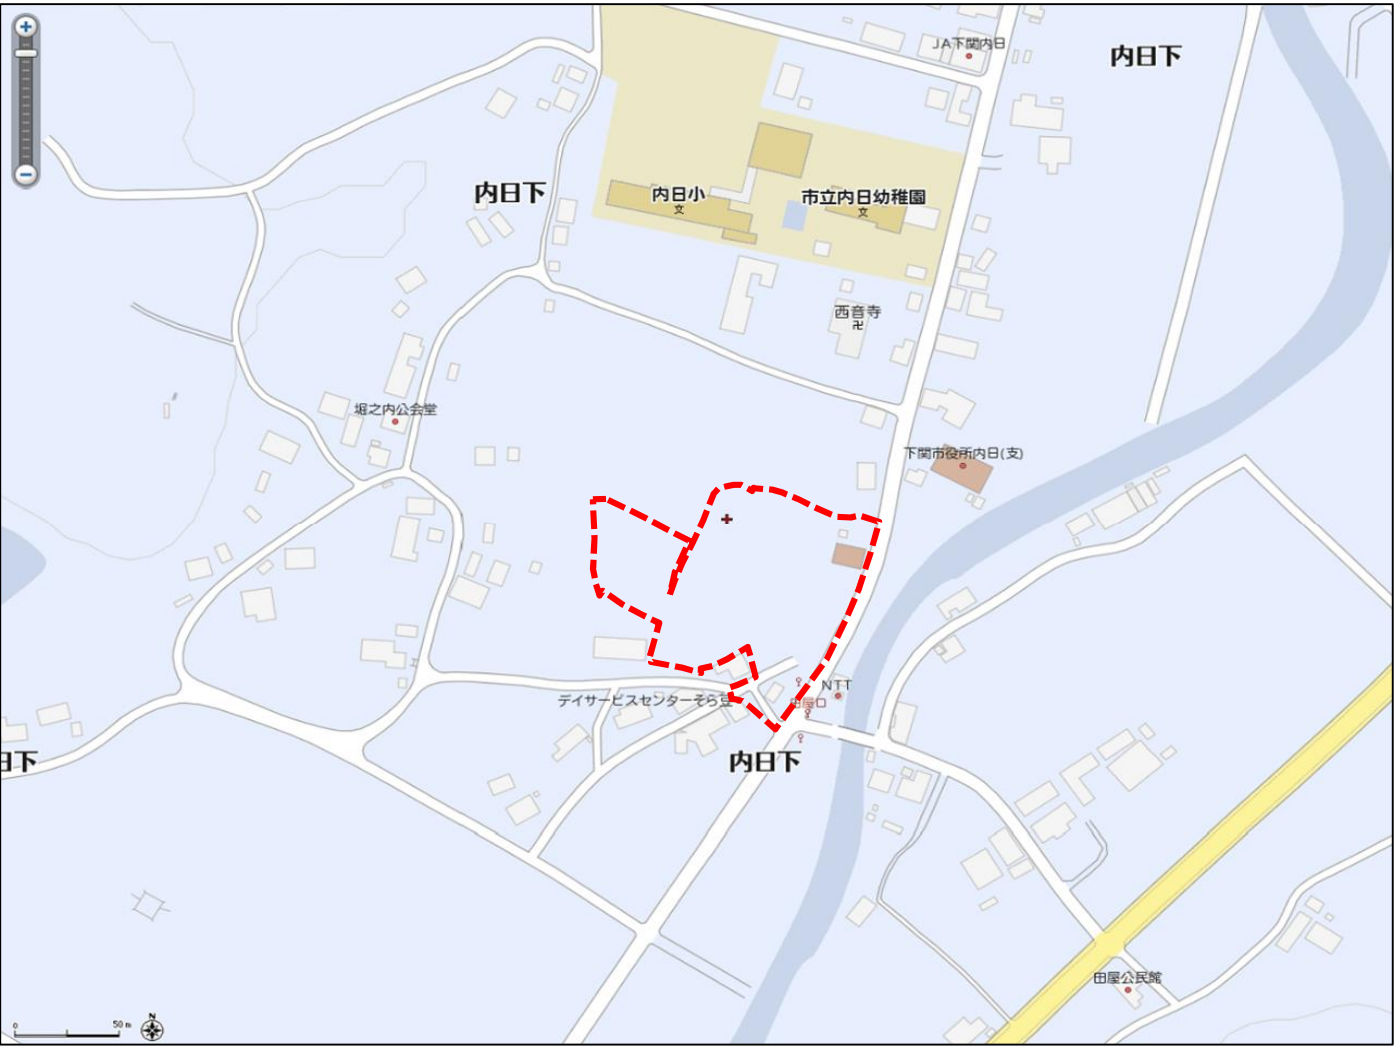 JA下関内日
内日下
内日下
内日小
文
市立内日幼稚園
文
西音寺
卍
堀之内公会堂
下関市役所内日(支)
NTT
デイサービスセンターそら豆
田屋口
内日下
日下
田屋公民館
0
50m
N